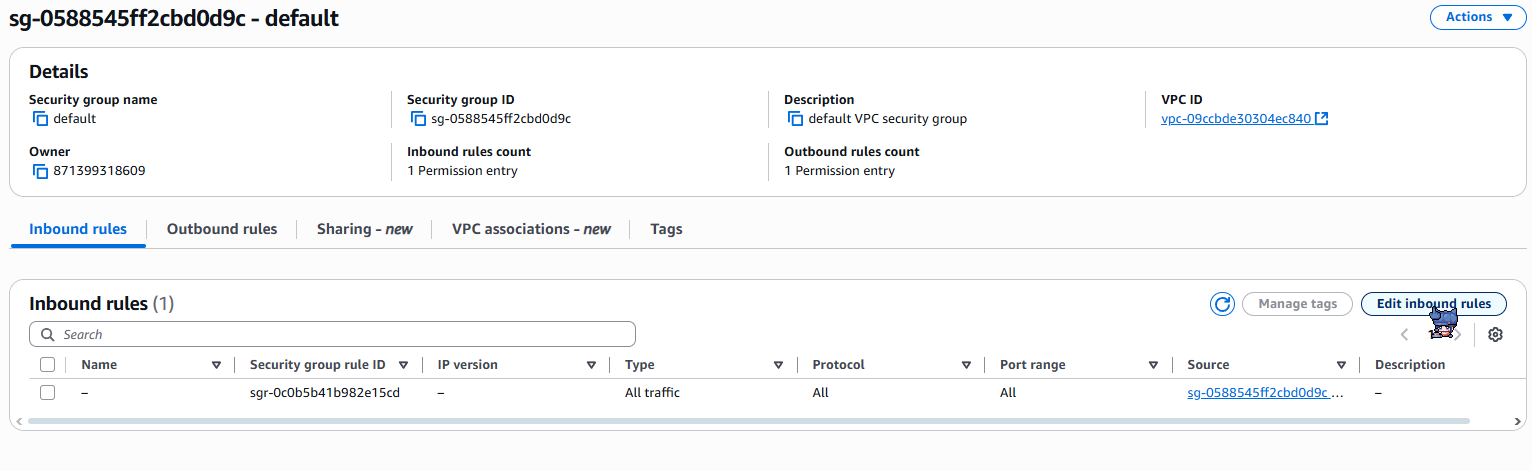 sg-0588545ff2cbd0d9c - default
Actions
Details
Security group name
default
Security group ID
sg-0588545ff2cbd0d9c
Description
default VPC security group
VPC ID
vpc-09ccbde30304ec840
Owner
871399318609
Inbound rules count
1 Permission entry
Outbound rules count
1 Permission entry
Inbound rules
Outbound rules
Sharing - new
VPC associations - new
Tags
Inbound rules (1)
Manage tags
Edit inbound rules
Search
Name
Security group rule ID
IP version
Type
Protocol
Port range
Source
Description
–
sgr-0c0b5b41b982e15cd
–
All traffic
All
All
sg-0588545ff2cbd0d9c ...
–